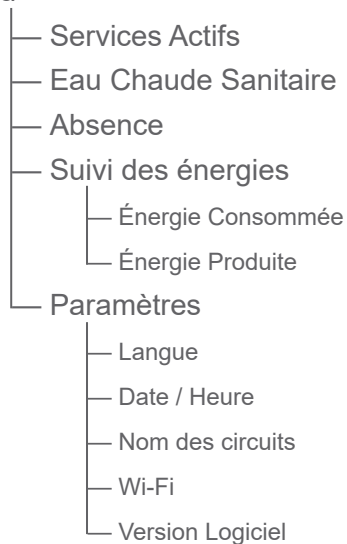 Services Actifs
Eau Chaude Sanitaire
Absence
Suivi des énergies
Énergie Consommée
Énergie Produite
Paramètres
Langue
Date / Heure
Nom des circuits
Wi-Fi
Version Logiciel